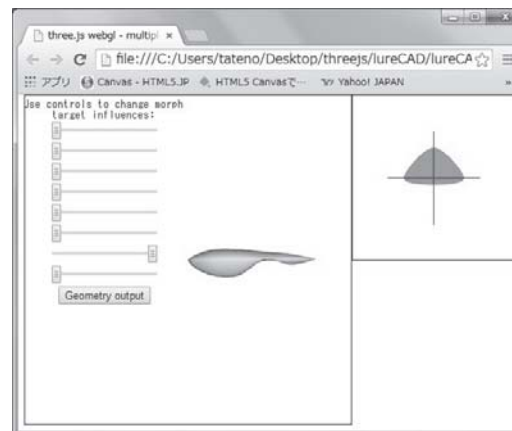 three.js webgl - multipl ×
file:///C:/Users/tateno/Desktop/threejs/lureCAD/lureCA
アプリ Canvas - HTML5.JP HTML5 Canvasで… Yahoo! JAPAN »
Use controls to change morph
target influences:
Geometry output